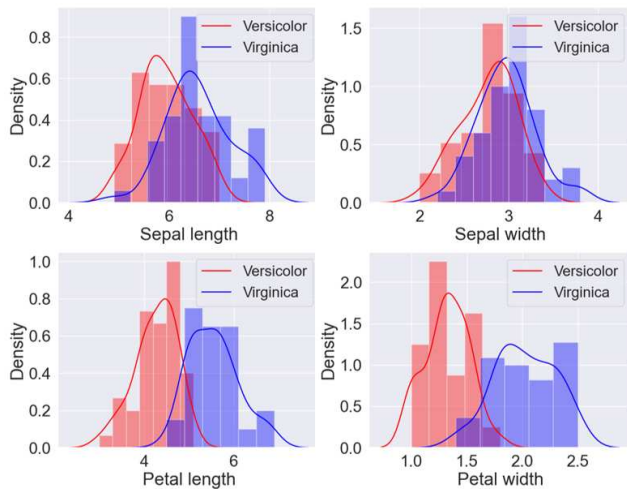 Versicolor
Virginica
Density
0.8
0.6
0.4
0.2
0.0
4
6
8
Sepal length
Versicolor
Virginica
Density
1.5
1.0
0.5
0.0
2
3
4
Sepal width
Versicolor
Virginica
Density
1.0
0.8
0.6
0.4
0.2
0.0
4
6
Petal length
Versicolor
Virginica
Density
2.0
1.5
1.0
0.5
0.0
1.0
1.5
2.0
2.5
Petal width